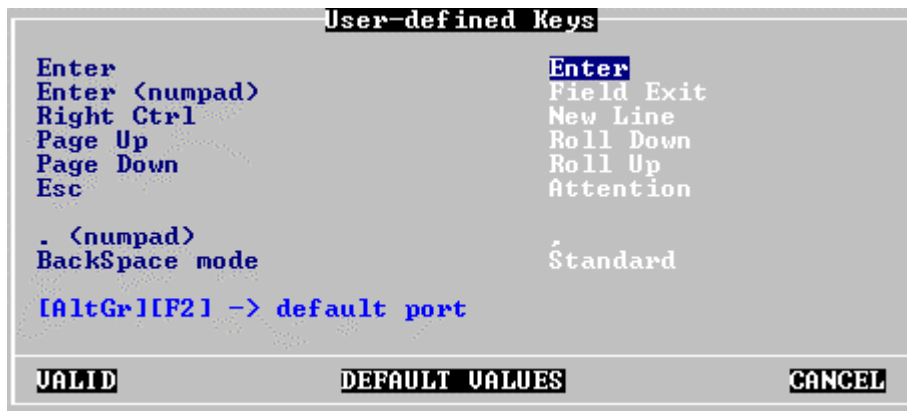 User-defined Keys
Enter Enter
Enter (numpad) Field Exit
Right Ctrl New Line
Page Up Roll Down
Page Down Roll Up
Esc Attention
. (numpad) ,
BackSpace mode Standard
[AltGr][F2] -> default port
VALID DEFAULT VALUES CANCEL